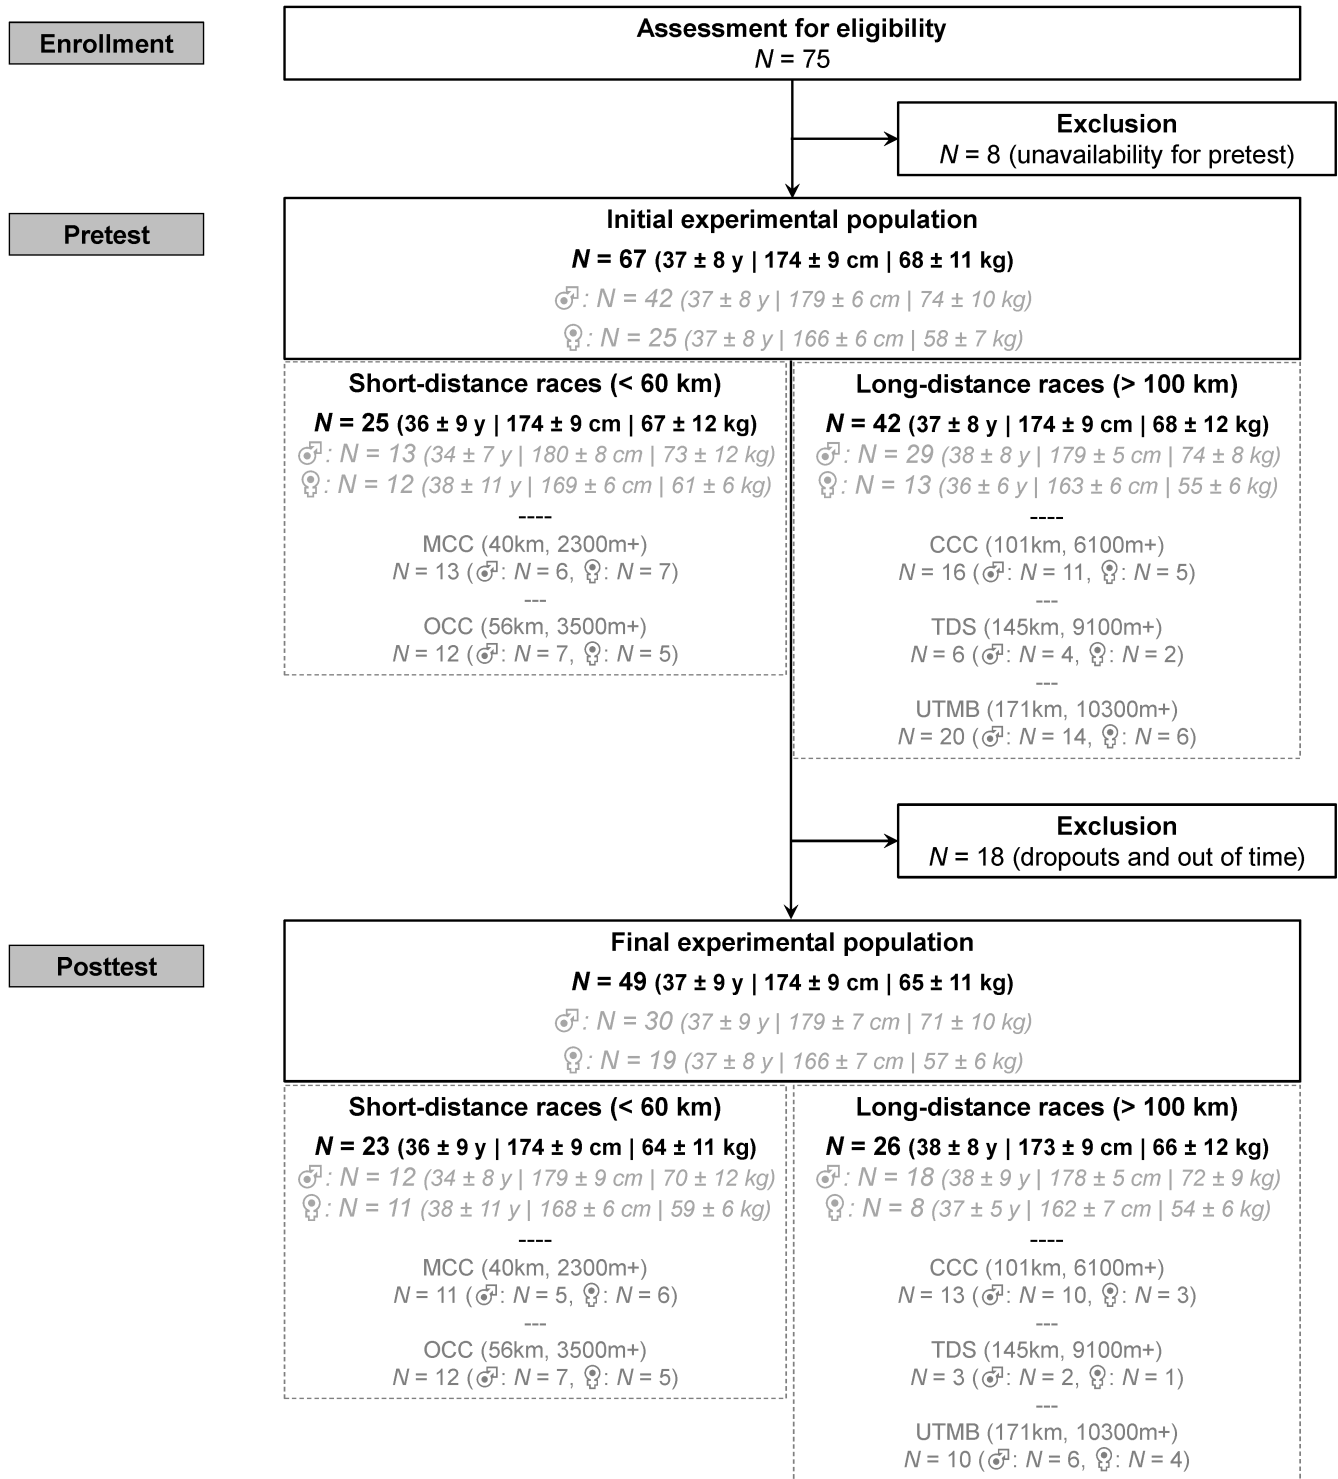 Enrollment
Assessment for eligibility
N = 75
Exclusion
N = 8 (unavailability for pretest)
Pretest
Initial experimental population
N = 67 (37 ± 8 y | 174 ± 9 cm | 68 ± 11 kg)
♂: N = 42 (37 ± 8 y | 179 ± 6 cm | 74 ± 10 kg)
♀: N = 25 (37 ± 8 y | 166 ± 6 cm | 58 ± 7 kg)
Short-distance races (< 60 km)
N = 25 (36 ± 9 y | 174 ± 9 cm | 67 ± 12 kg)
♂: N = 13 (34 ± 7 y | 180 ± 8 cm | 73 ± 12 kg)
♀: N = 12 (38 ± 11 y | 169 ± 6 cm | 61 ± 6 kg)
----
MCC (40km, 2300m+)
N = 13 (♂: N = 6, ♀: N = 7)
---
OCC (56km, 3500m+)
N = 12 (♂: N = 7, ♀: N = 5)
Long-distance races (> 100 km)
N = 42 (37 ± 8 y | 174 ± 9 cm | 68 ± 12 kg)
♂: N = 29 (38 ± 8 y | 179 ± 5 cm | 74 ± 8 kg)
♀: N = 13 (36 ± 6 y | 163 ± 6 cm | 55 ± 6 kg)
----
CCC (101km, 6100m+)
N = 16 (♂: N = 11, ♀: N = 5)
---
TDS (145km, 9100m+)
N = 6 (♂: N = 4, ♀: N = 2)
---
UTMB (171km, 10300m+)
N = 20 (♂: N = 14, ♀: N = 6)
Exclusion
N = 18 (dropouts and out of time)
Posttest
Final experimental population
N = 49 (37 ± 9 y | 174 ± 9 cm | 65 ± 11 kg)
♂: N = 30 (37 ± 9 y | 179 ± 7 cm | 71 ± 10 kg)
♀: N = 19 (37 ± 8 y | 166 ± 7 cm | 57 ± 6 kg)
Short-distance races (< 60 km)
N = 23 (36 ± 9 y | 174 ± 9 cm | 64 ± 11 kg)
♂: N = 12 (34 ± 8 y | 179 ± 9 cm | 70 ± 12 kg)
♀: N = 11 (38 ± 11 y | 168 ± 6 cm | 59 ± 6 kg)
----
MCC (40km, 2300m+)
N = 11 (♂: N = 5, ♀: N = 6)
---
OCC (56km, 3500m+)
N = 12 (♂: N = 7, ♀: N = 5)
Long-distance races (> 100 km)
N = 26 (38 ± 8 y | 173 ± 9 cm | 66 ± 12 kg)
♂: N = 18 (38 ± 9 y | 178 ± 5 cm | 72 ± 9 kg)
♀: N = 8 (37 ± 5 y | 162 ± 7 cm | 54 ± 6 kg)
----
CCC (101km, 6100m+)
N = 13 (♂: N = 10, ♀: N = 3)
---
TDS (145km, 9100m+)
N = 3 (♂: N = 2, ♀: N = 1)
---
UTMB (171km, 10300m+)
N = 10 (♂: N = 6, ♀: N = 4)